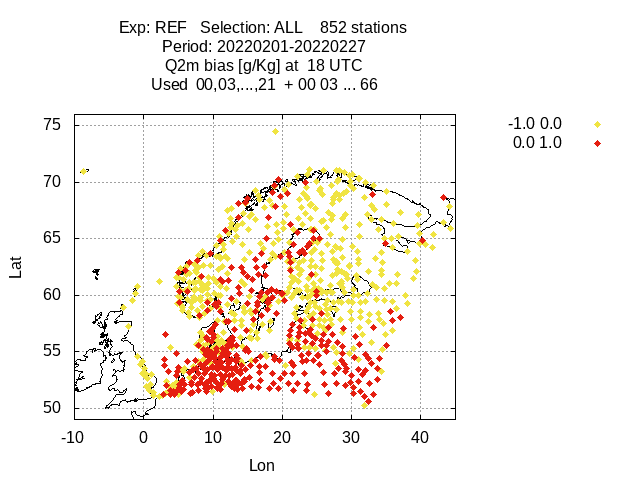 Exp: REF   Selection: ALL    852 stations
Period: 20220201-20220227
Q2m bias [g/Kg] at  18 UTC
Used  00,03,...,21  + 00 03 ... 66
-1.0 0.0
0.0 1.0
75
70
65
60
55
50
Lat
-10 0 10 20 30 40
Lon